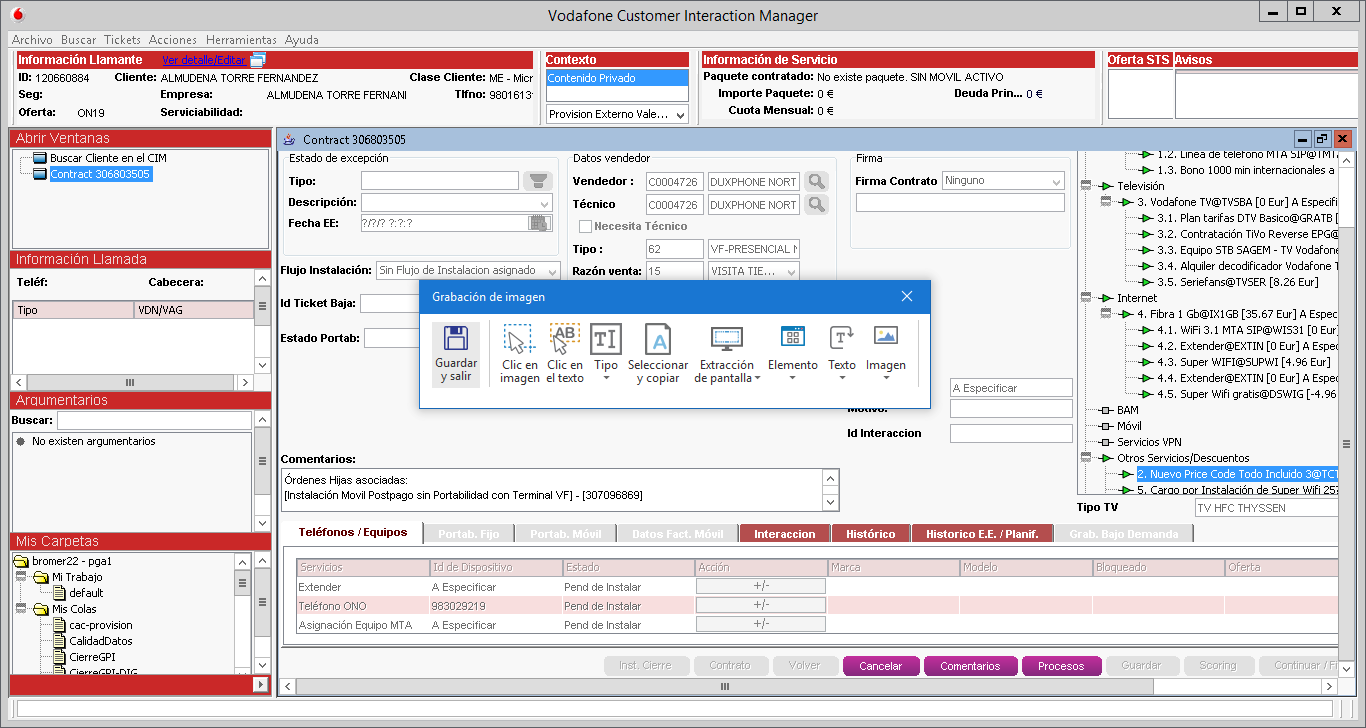 Vodafone Customer Interaction Manager
Archivo Buscar Tickets Acciones Herramientas Ayuda
Información Llamante Ver detalle/Editar
ID: 120660884 Cliente: ALMUDENA TORRE FERNANDEZ Clase Cliente: ME - Micr
Seg: Empresa: ALMUDENA TORRE FERNANI Tlfno: 9801613
Oferta: ON19 Serviciabilidad:
Contexto
Contenido Privado
Provision Externo Vale...
Información de Servicio
Paquete contratado: No existe paquete. SIN MOVIL ACTIVO
Importe Paquete: 0 € Deuda Prin... 0 €
Cuota Mensual: 0 €
Oferta STS Avisos
Abrir Ventanas
Buscar Cliente en el CIM
Contract 306803505
Información Llamada
Teléf: Cabecera:
Tipo VDN/VAG
Argumentarios
Buscar:
No existen argumentarios
Mis Carpetas
bromer22 - pga1
Mi Trabajo
default
Mis Colas
cac-provision
CalidadDatos
CierreGPI
CierreGPI-DIG
Contract 306803505
Estado de excepción
Tipo:
Descripción:
Fecha EE: ?/?/? ?:?:?
Flujo Instalación: Sin Flujo de Instalacion asignado
Id Ticket Baja:
Estado Portab:
Datos vendedor
Vendedor : C0004726 DUXPHONE NORT
Técnico C0004726 DUXPHONE NORT
Necesita Técnico
Tipo : 62 VF-PRESENCIAL N
Razón venta: 15 VISITA TIE...
Firma
Firma Contrato Ninguno
Grabación de imagen
Guardar y salir
Clic en imagen
Clic en el texto
Tipo
Seleccionar y copiar
Extracción de pantalla
Elemento
Texto
Imagen
A Especificar
Motivo:
Id Interaccion
1.2. Linea de telefono MTA SIP@TMTA
1.3. Bono 1000 min internacionales a
Televisión
3. Vodafone TV@TVSBA [0 Eur] A Especifi
3.1. Plan tarifas DTV Basico@GRATB [
3.2. Contratación TiVo Reverse EPG@
3.3. Equipo STB SAGEM - TV Vodafone
3.4. Alquiler decodificador Vodafone T
3.5. Seriefans@TVSER [8.26 Eur]
Internet
4. Fibra 1 Gb@IX1GB [35.67 Eur] A Espec
4.1. WiFi 3.1 MTA SIP@WIS31 [0 Eur]
4.2. Extender@EXTIN [0 Eur] A Espec
4.3. Super WIFI@SUPWI [4.96 Eur]
4.4. Extender@EXTIN [0 Eur] A Espec
4.5. Super Wifi gratis@DSWIG [-4.96
BAM
Móvil
Servicios VPN
Otros Servicios/Descuentos
2. Nuevo Price Code Todo Incluido 3@TCT
5. Cargo por Instalación de Super Wifi 25?
Tipo TV TV HFC THYSSEN
Comentarios:
Órdenes Hijas asociadas:
[Instalación Movil Postpago sin Portabilidad con Terminal VF] - [307096869]
Teléfonos / Equipos Portab. Fijo Portab. Móvil Datos Fact. Móvil Interaccion Histórico Historico E.E. / Planif. Grab. Bajo Demanda
Servicios Id de Dispositivo Estado Acción Marca Modelo Bloqueado Oferta
Extender A Especificar Pend de Instalar +/-
Teléfono ONO 983029219 Pend de Instalar +/-
Asignación Equipo MTA A Especificar Pend de Instalar +/-
Inst. Cierre Contrato Volver Cancelar Comentarios Procesos Guardar Scoring Continuar / Fi